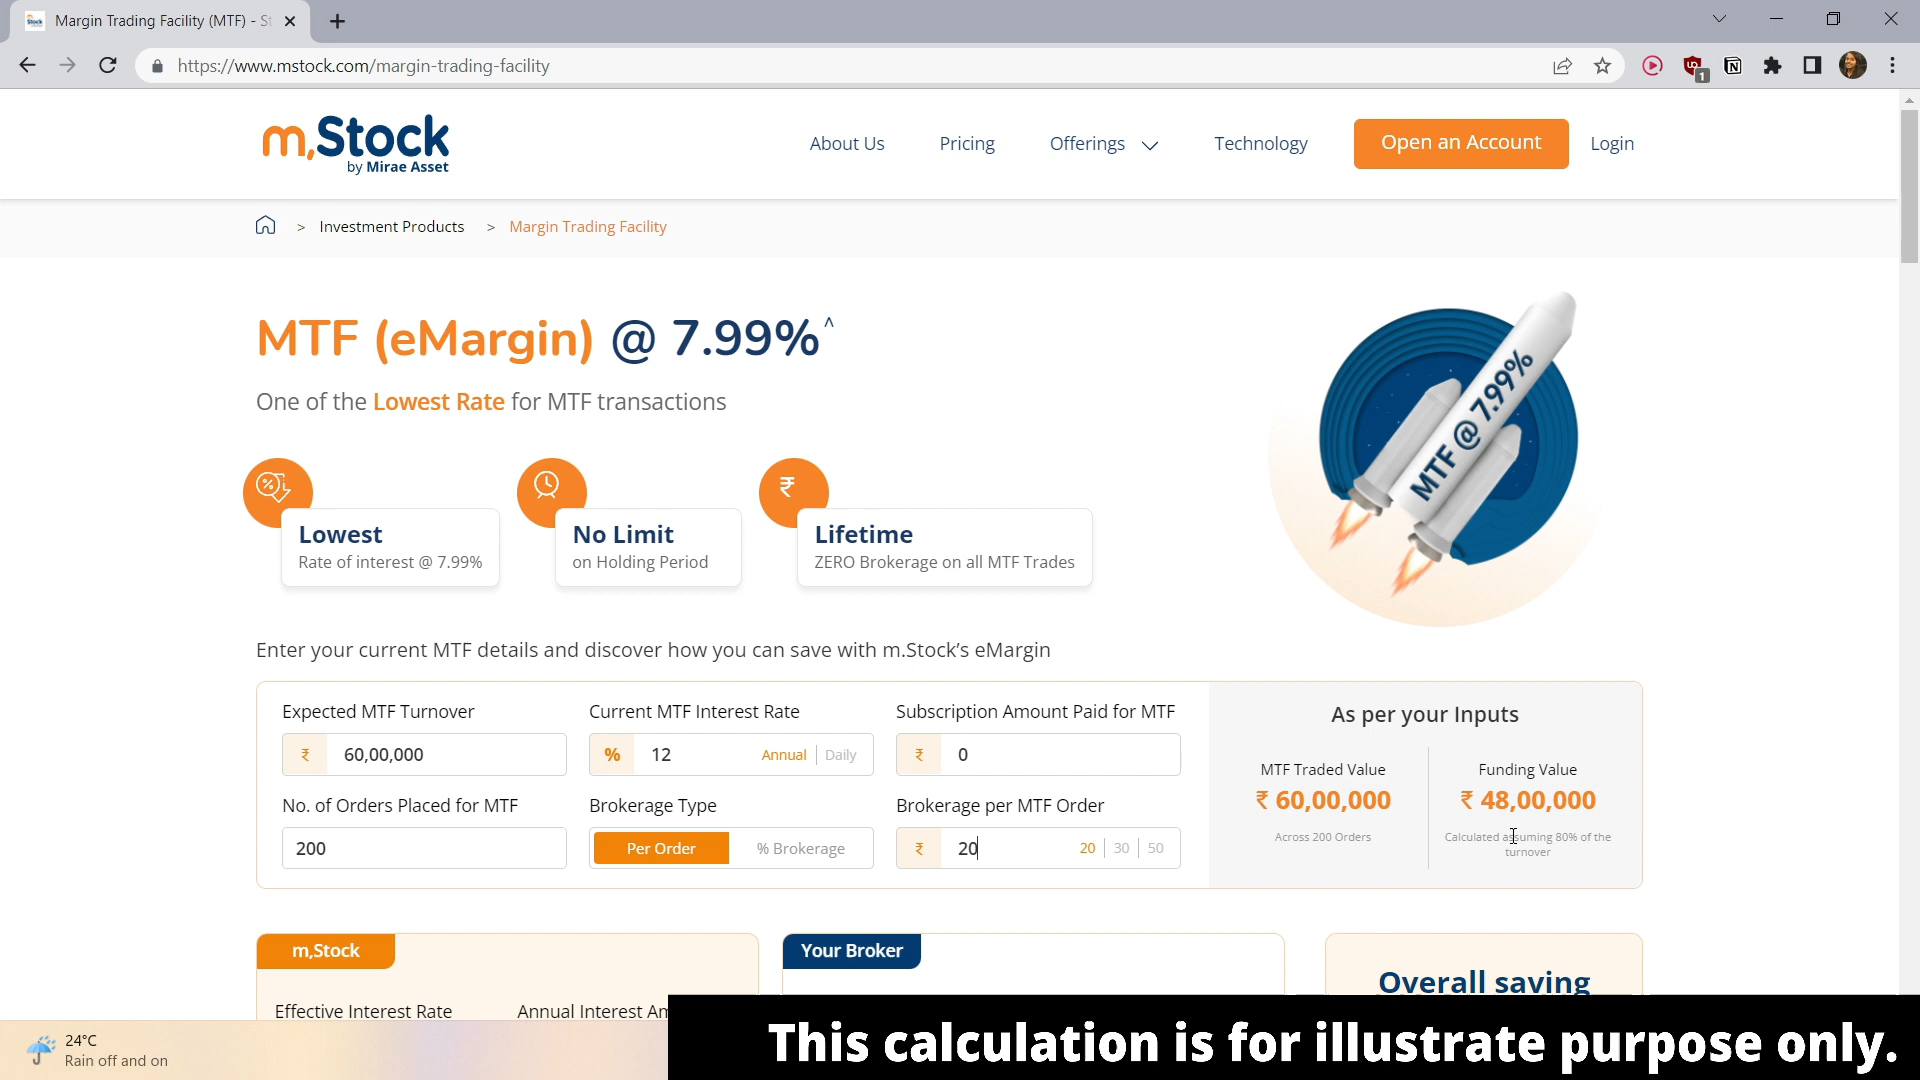 Margin Trading Facility (MTF) - St
https://www.mstock.com/margin-trading-facility
1
m,Stock
by Mirae Asset
About Us
Pricing
Offerings
Technology
Open an Account
Login
> Investment Products > Margin Trading Facility
MTF (eMargin) @ 7.99%^
One of the Lowest Rate for MTF transactions
MTF @ 7.99%
Lowest
Rate of interest @ 7.99%
No Limit
on Holding Period
₹
Lifetime
ZERO Brokerage on all MTF Trades
Enter your current MTF details and discover how you can save with m.Stock's eMargin
Expected MTF Turnover
₹ 60,00,000
Current MTF Interest Rate
% 12 Annual | Daily
Subscription Amount Paid for MTF
₹ 0
No. of Orders Placed for MTF
200
Brokerage Type
Per Order % Brokerage
Brokerage per MTF Order
₹ 20 20 | 30 | 50
As per your Inputs
MTF Traded Value
₹ 60,00,000
Across 200 Orders
Funding Value
₹ 48,00,000
Calculated assuming 80% of the
turnover
m,Stock
Effective Interest Rate
Annual Interest Am
Your Broker
Overall saving
24°C
Rain off and on
This calculation is for illustrate purpose only.